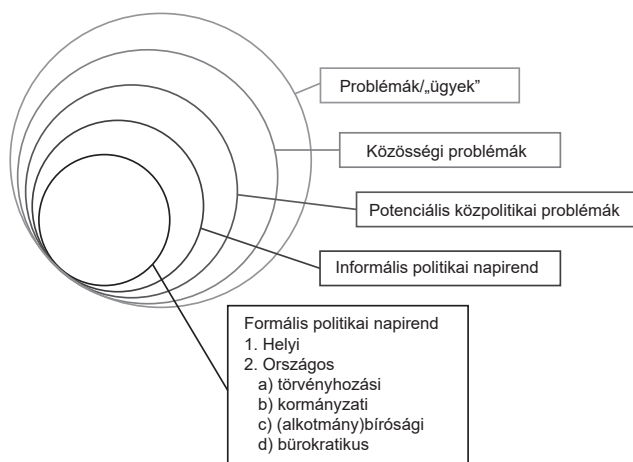 Problémák/„ügyek”
Közösségi problémák
Potenciális közpolitikai problémák
Informális politikai napirend
Formális politikai napirend
1. Helyi
2. Országos
a) törvényhozási
b) kormányzati
c) (alkotmány)bírósági
d) bürokratikus